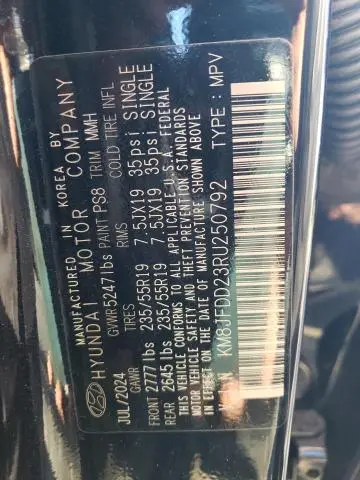 MADE IN KOREA BY
HYUNDAI MOTOR COMPANY
JUL/2024 GVWR 5247lbs PAINT PS8 TRIM MMH
GAWR TIRES RMS COLD TIRE INFL
FRONT 2777lbs 235/55R19 7.5JX19 35psi SINGLE
REAR 2645lbs 235/55R19 7.5JX19 35psi SINGLE
THIS VEHICLE CONFORMS TO ALL APPLICABLE U.S.A. FEDERAL
MOTOR VEHICLE SAFETY AND THEFT PREVENTION
STANDARDS IN EFFECT ON THE DATE OF MANUFACTURE SHOWN ABOVE
VIN : KM8JFDD23RU250792 TYPE : MPV